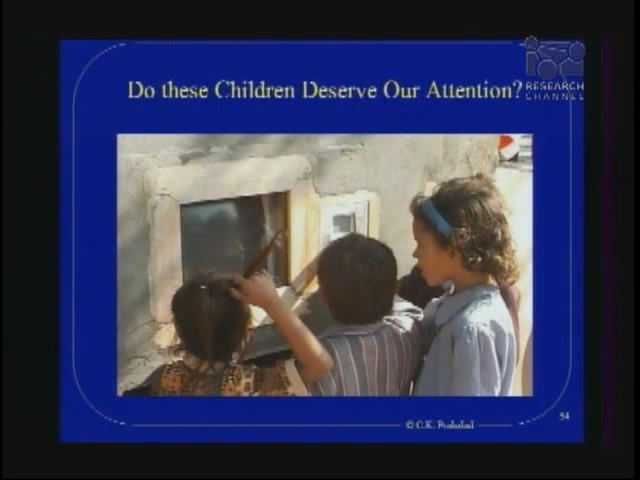 Do these Children Deserve Our Attention?
RESEARCH
CHANNEL
© C.K. Prahalad
54